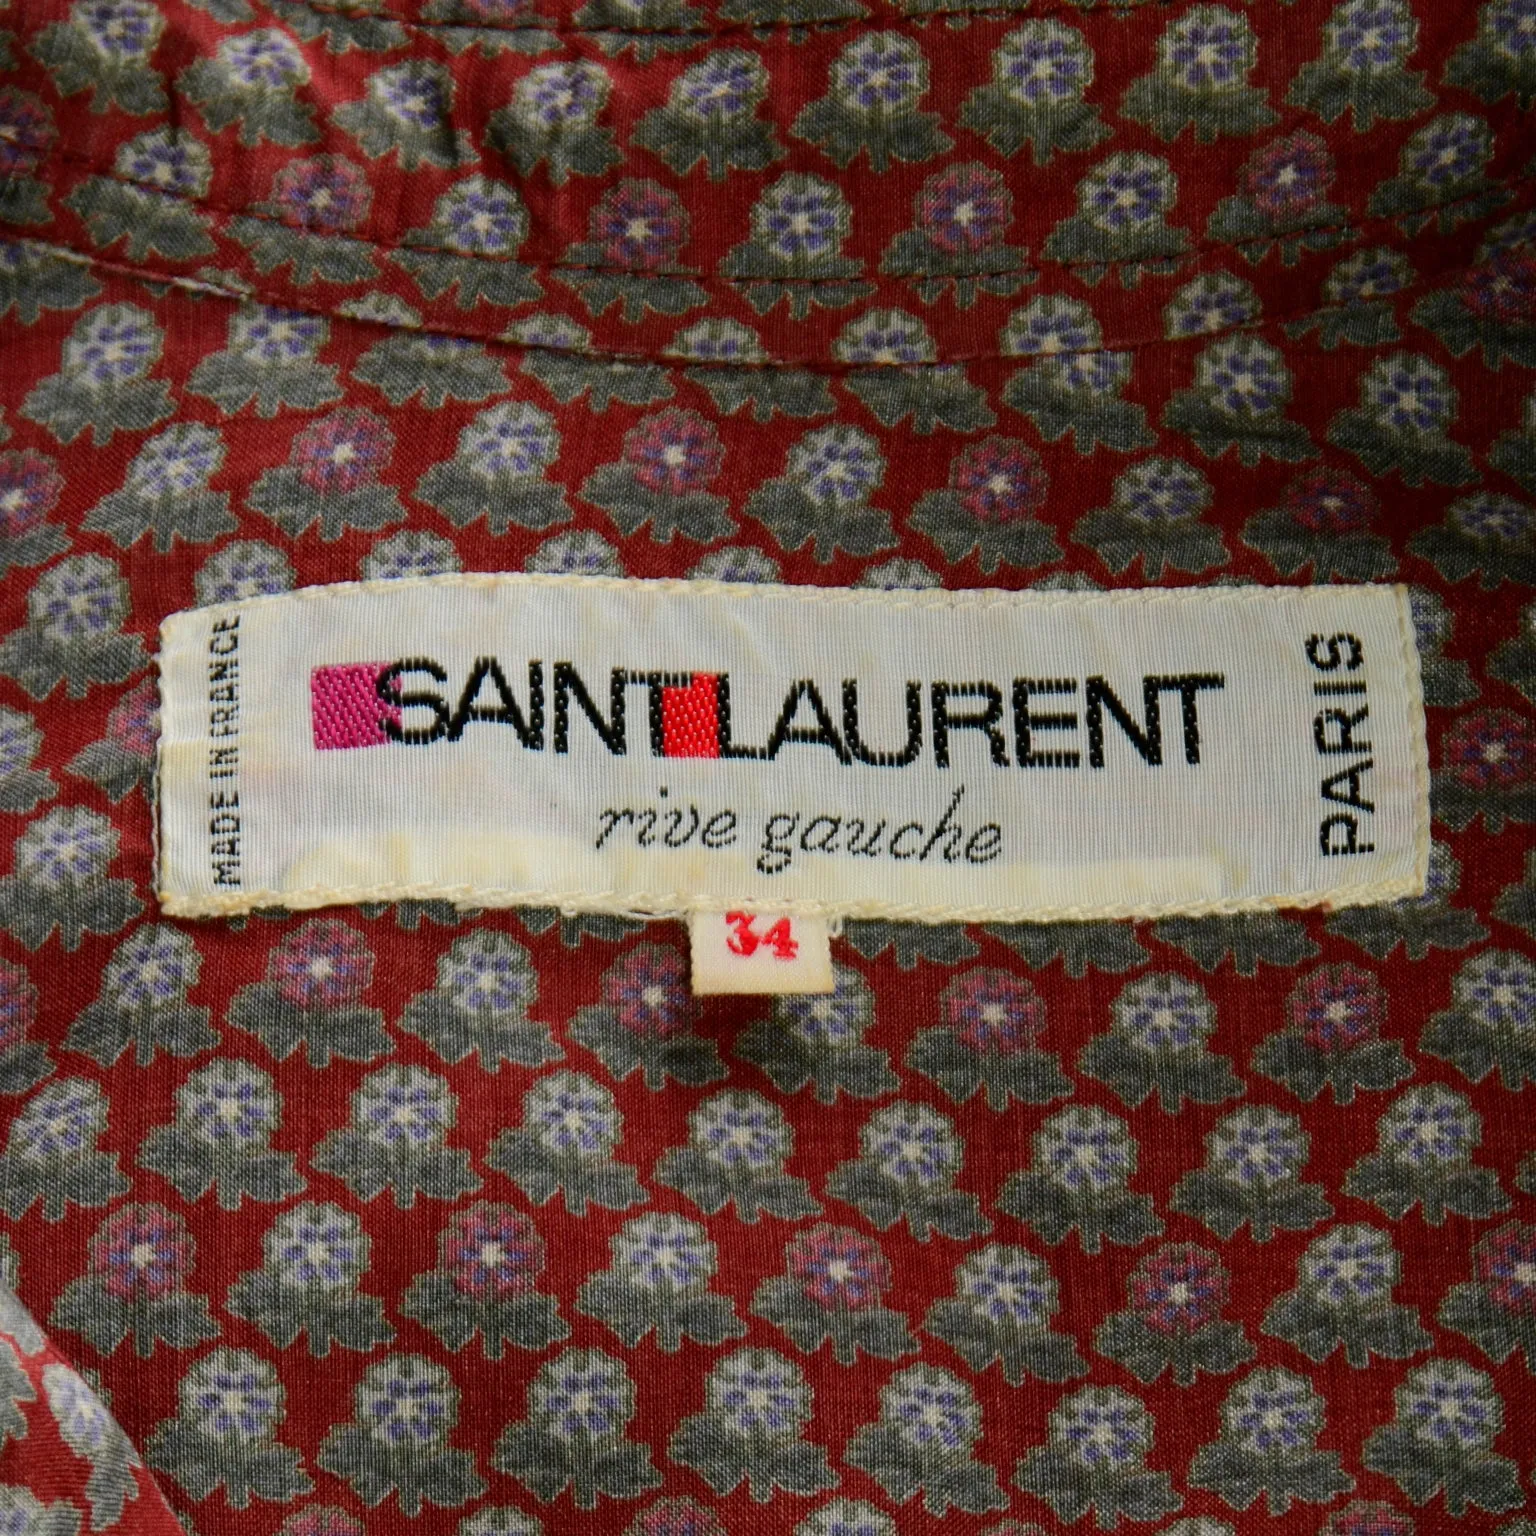 MADE IN FRANCE
SAINT LAURENT
rive gauche
PARIS
34